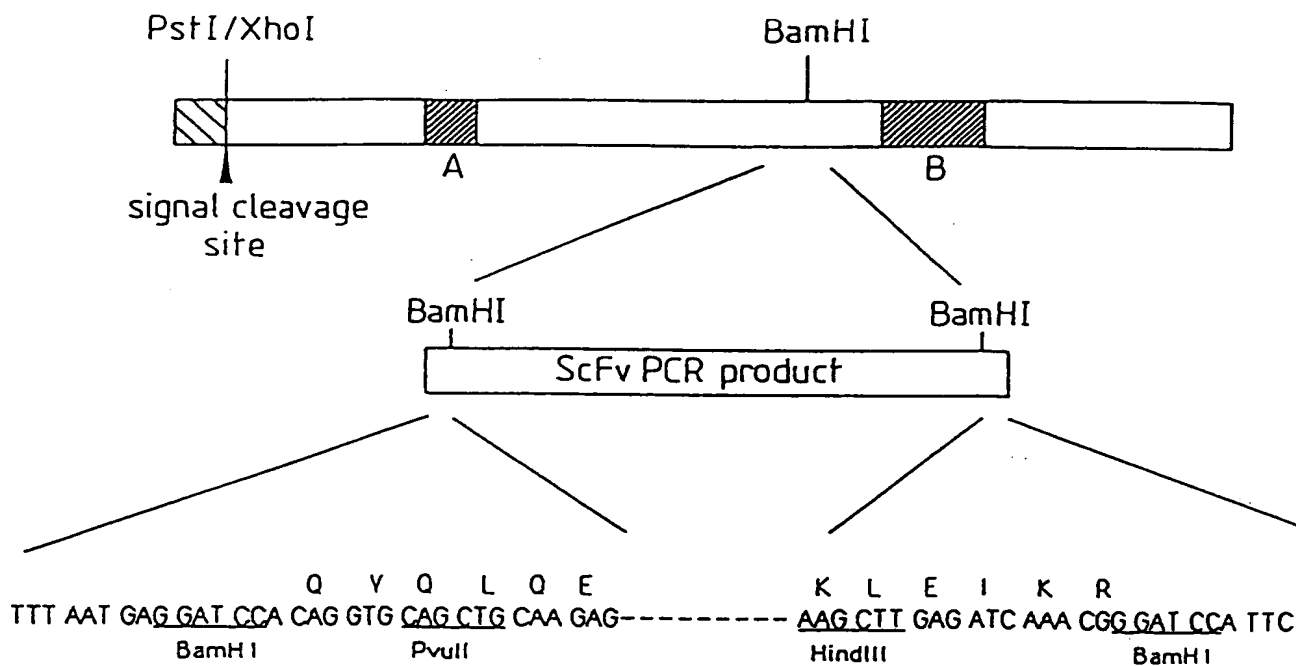 PstI/XhoI
BamHI
A
B
signal cleavage
site
BamHI
BamHI
ScFv PCR product
Q V Q L Q E
K L E I K R
TTT AAT GAG GAT CCA CAG GTG CAG CTG CAA GAG----------AAG CTT GAG ATC AAA CGG GAT CCA TTC
BamHI
PvuII
HindIII
BamHI